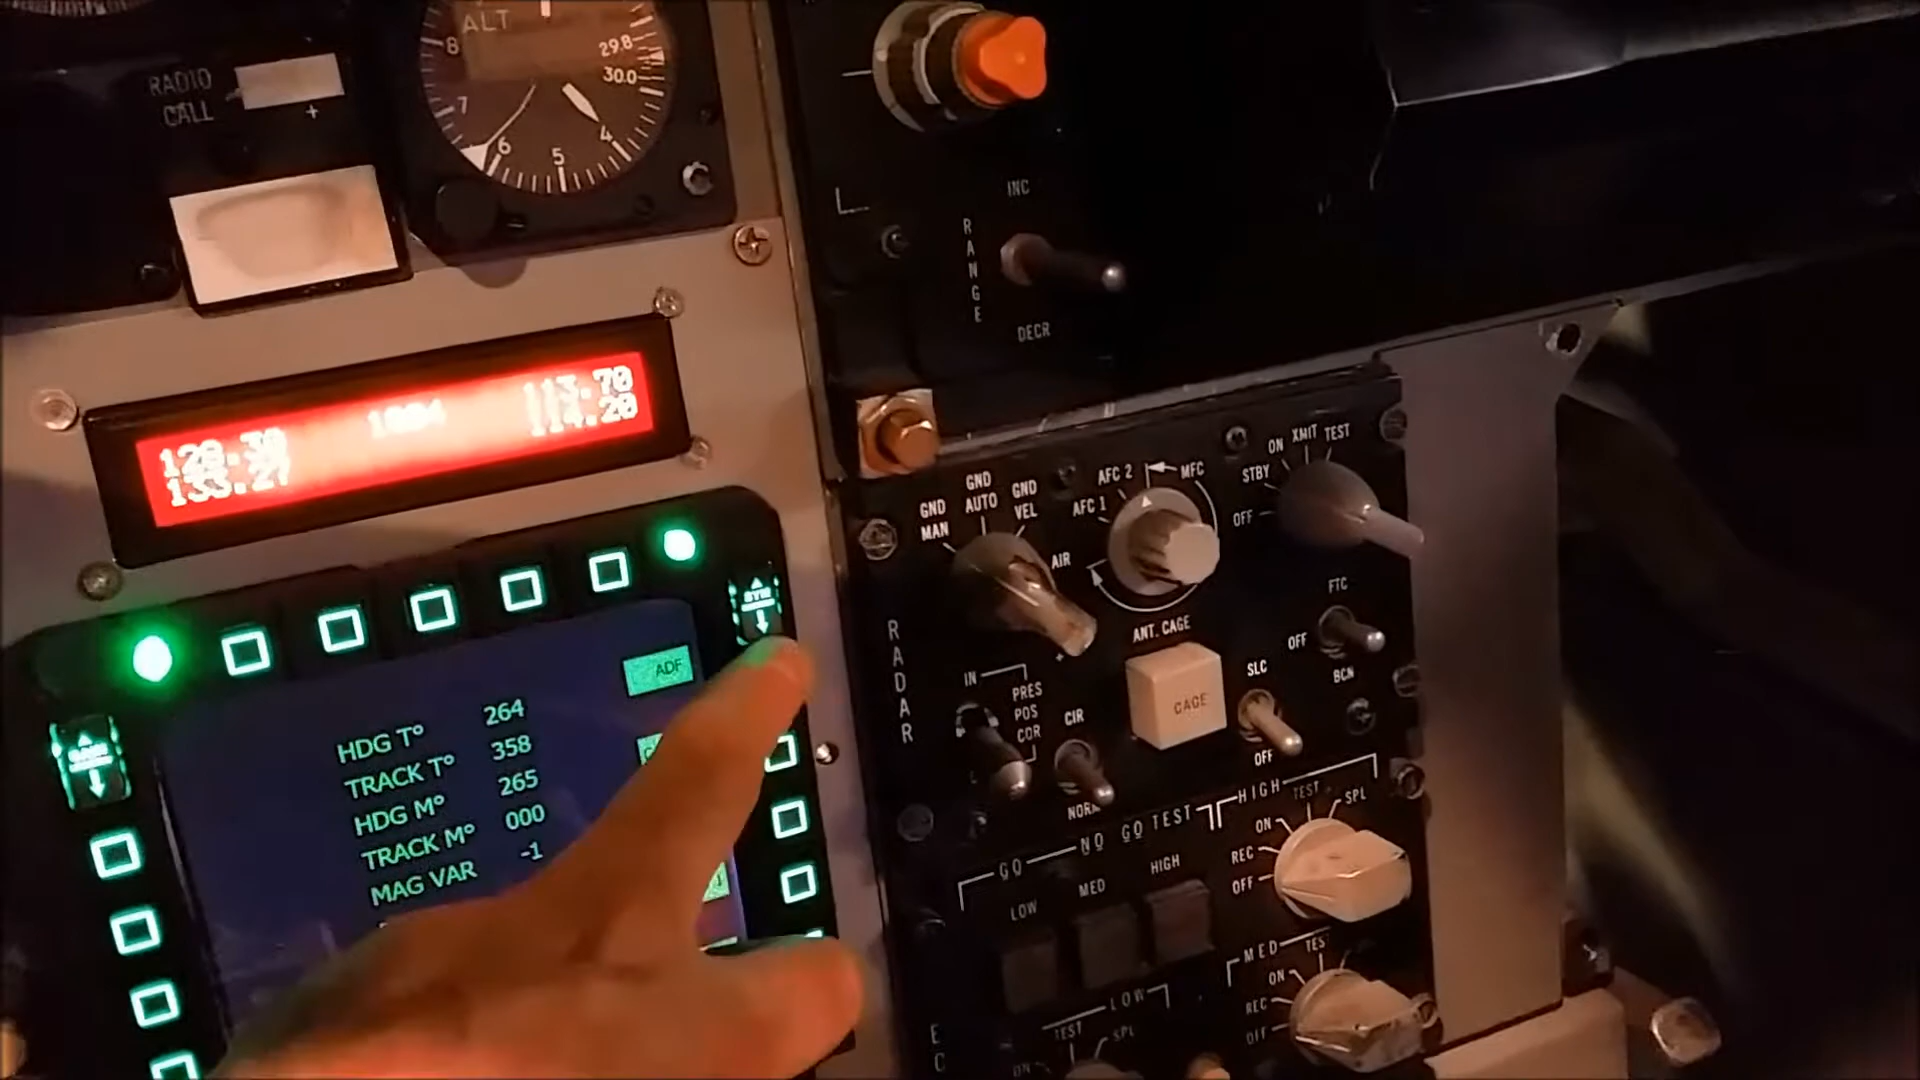 ALT
8
29.8
30.0
7
6
5
4
RADIO
CALL
+
INC
RANGE
DECR
128.30
133.27
113.70
114.20
ADF
HDG T° 264
TRACK T° 358
HDG M° 265
TRACK M° 000
MAG VAR -1
RADAR
GND
MAN
GND
AUTO
GND
VEL
AIR
AFC 1
AFC 2
MFC
ANT. CAGE
CAGE
OFF
STBY
ON
XMIT
TEST
FTC
OFF
BCN
SLC
OFF
IN
PRES
POS
COR
CIR
NORM
GO
NO GO TEST
LOW
MED
HIGH
HIGH
OFF
REC
ON
TEST
SPL
MED
OFF
REC
ON
TEST
LOW
TEST
SPL
ON